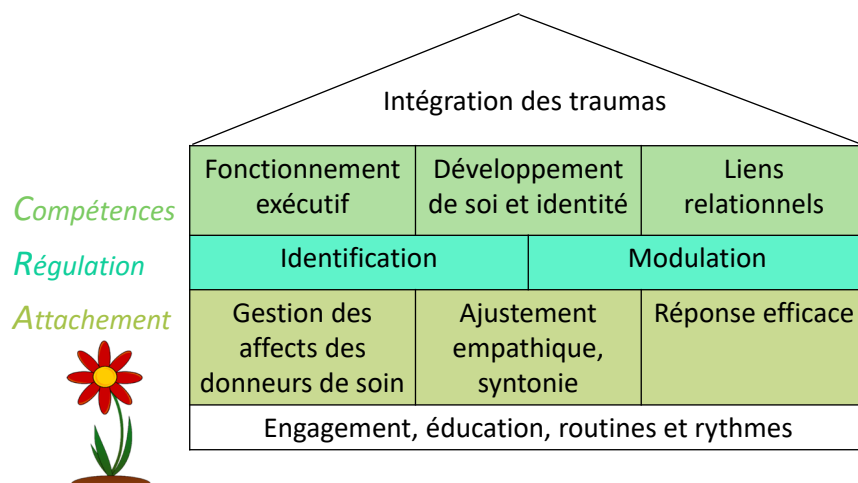 Intégration des traumas
Fonctionnement
exécutif
Développement
de soi et identité
Liens
relationnels
Compétences
Régulation
Identification
Modulation
Attachement
Gestion des
affects des
donneurs de soin
Ajustement
empathique,
syntonie
Réponse efficace
Engagement, éducation, routines et rythmes